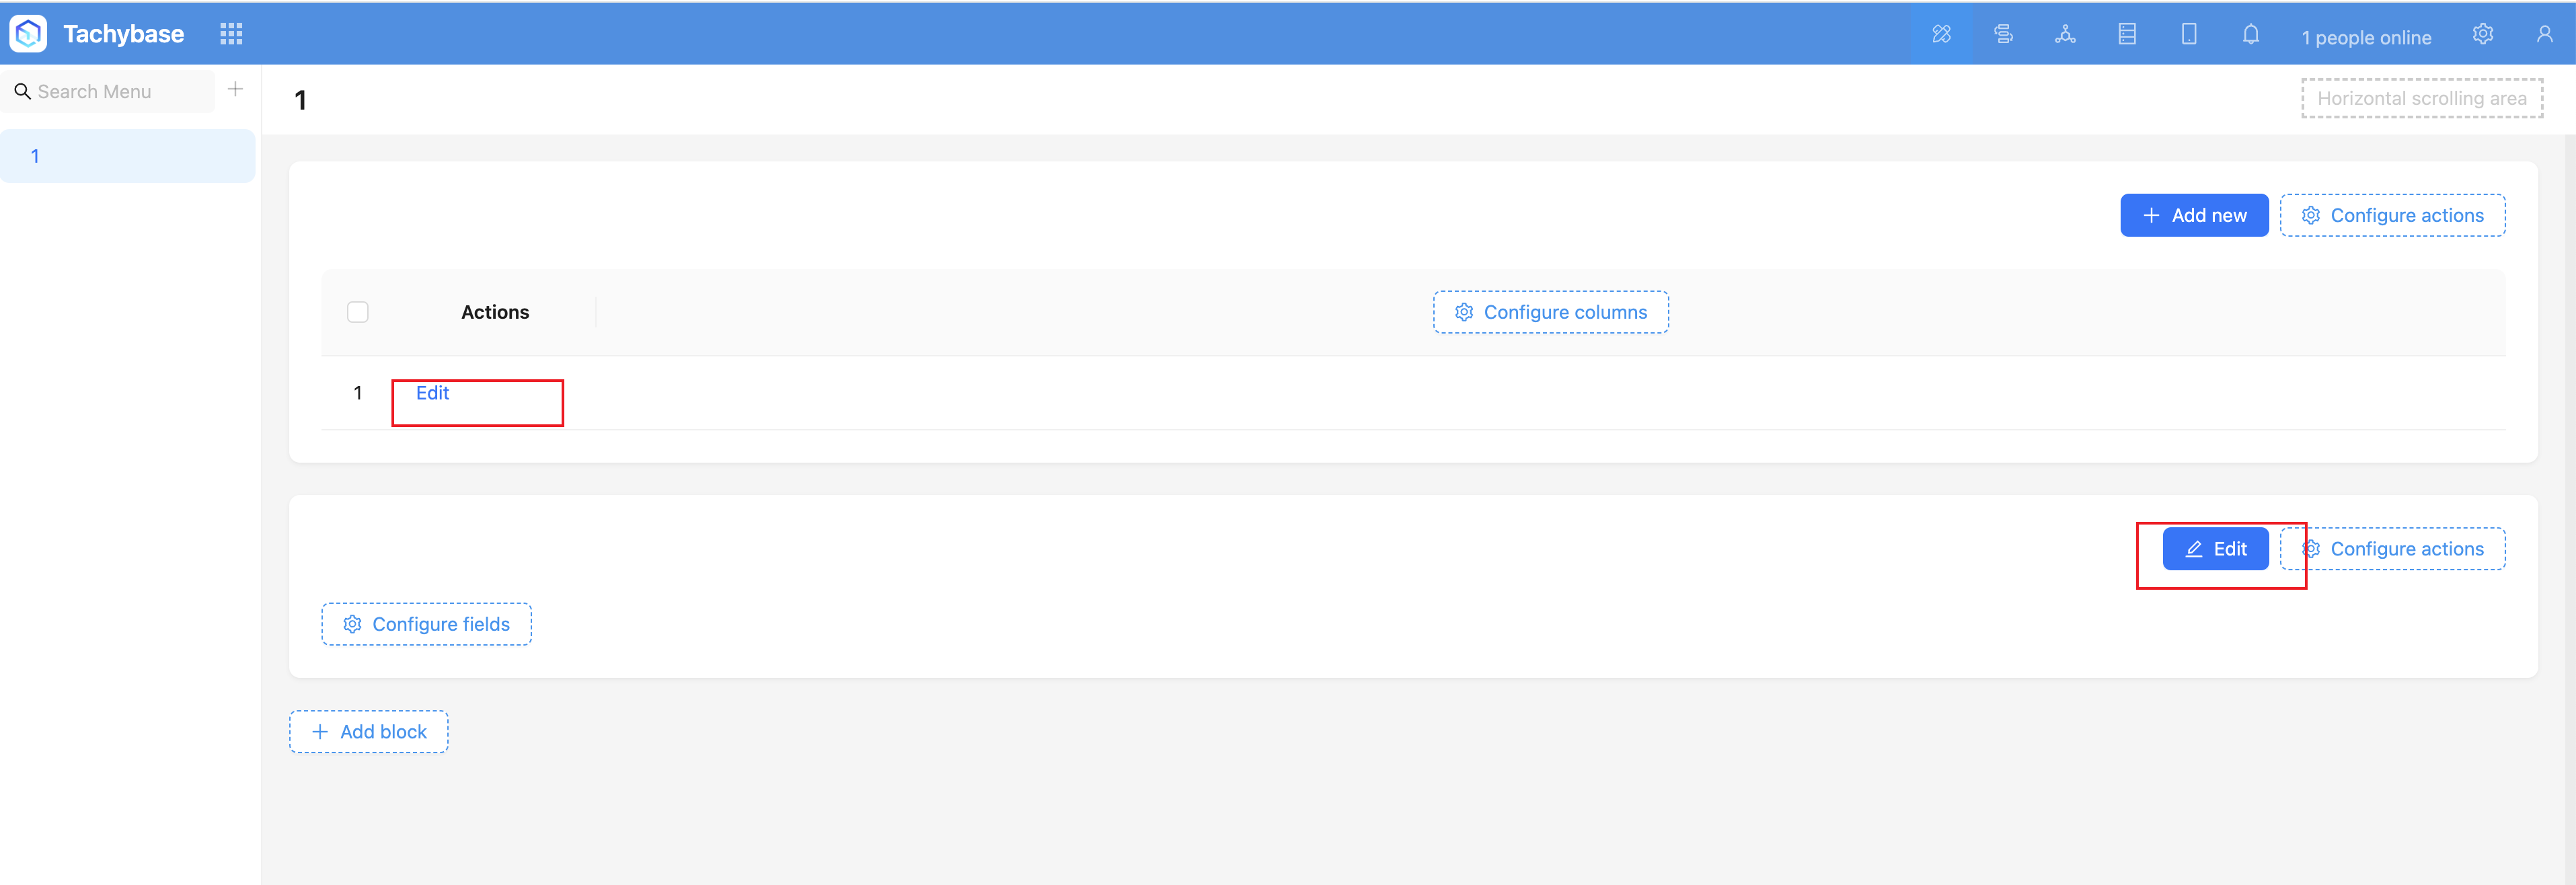 Tachybase
1 people online
Search Menu
1
1
Horizontal scrolling area
Add new
Configure actions
Actions
Configure columns
1
Edit
Edit
Configure actions
Configure fields
Add block